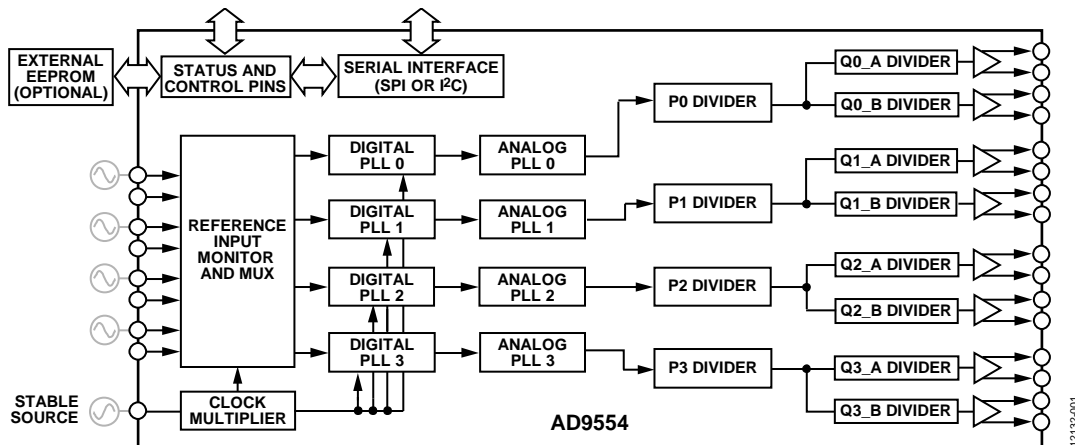 EXTERNAL
EEPROM
(OPTIONAL)
STATUS AND
CONTROL PINS
SERIAL INTERFACE
(SPI OR I²C)
REFERENCE
INPUT
MONITOR
AND MUX
DIGITAL
PLL 0
ANALOG
PLL 0
P0 DIVIDER
Q0_A DIVIDER
Q0_B DIVIDER
DIGITAL
PLL 1
ANALOG
PLL 1
P1 DIVIDER
Q1_A DIVIDER
Q1_B DIVIDER
DIGITAL
PLL 2
ANALOG
PLL 2
P2 DIVIDER
Q2_A DIVIDER
Q2_B DIVIDER
DIGITAL
PLL 3
ANALOG
PLL 3
P3 DIVIDER
Q3_A DIVIDER
Q3_B DIVIDER
STABLE
SOURCE
CLOCK
MULTIPLIER
AD9554
12132-001